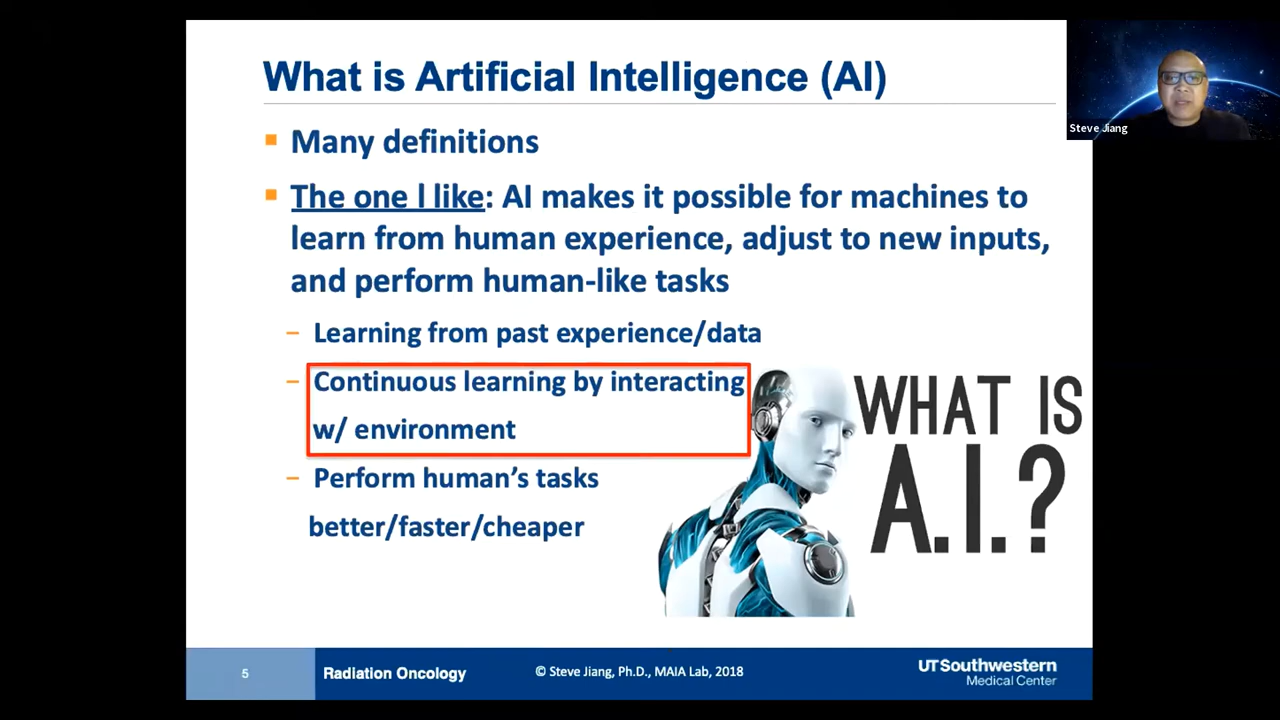 What is Artificial Intelligence (AI)
Steve Jiang
▪ Many definitions
▪ The one I like: AI makes it possible for machines to
learn from human experience, adjust to new inputs,
and perform human-like tasks
− Learning from past experience/data
− Continuous learning by interacting
w/ environment
− Perform human’s tasks
better/faster/cheaper
WHAT IS
A.I.?
5
Radiation Oncology
© Steve Jiang, Ph.D., MAIA Lab, 2018
UTSouthwestern
Medical Center